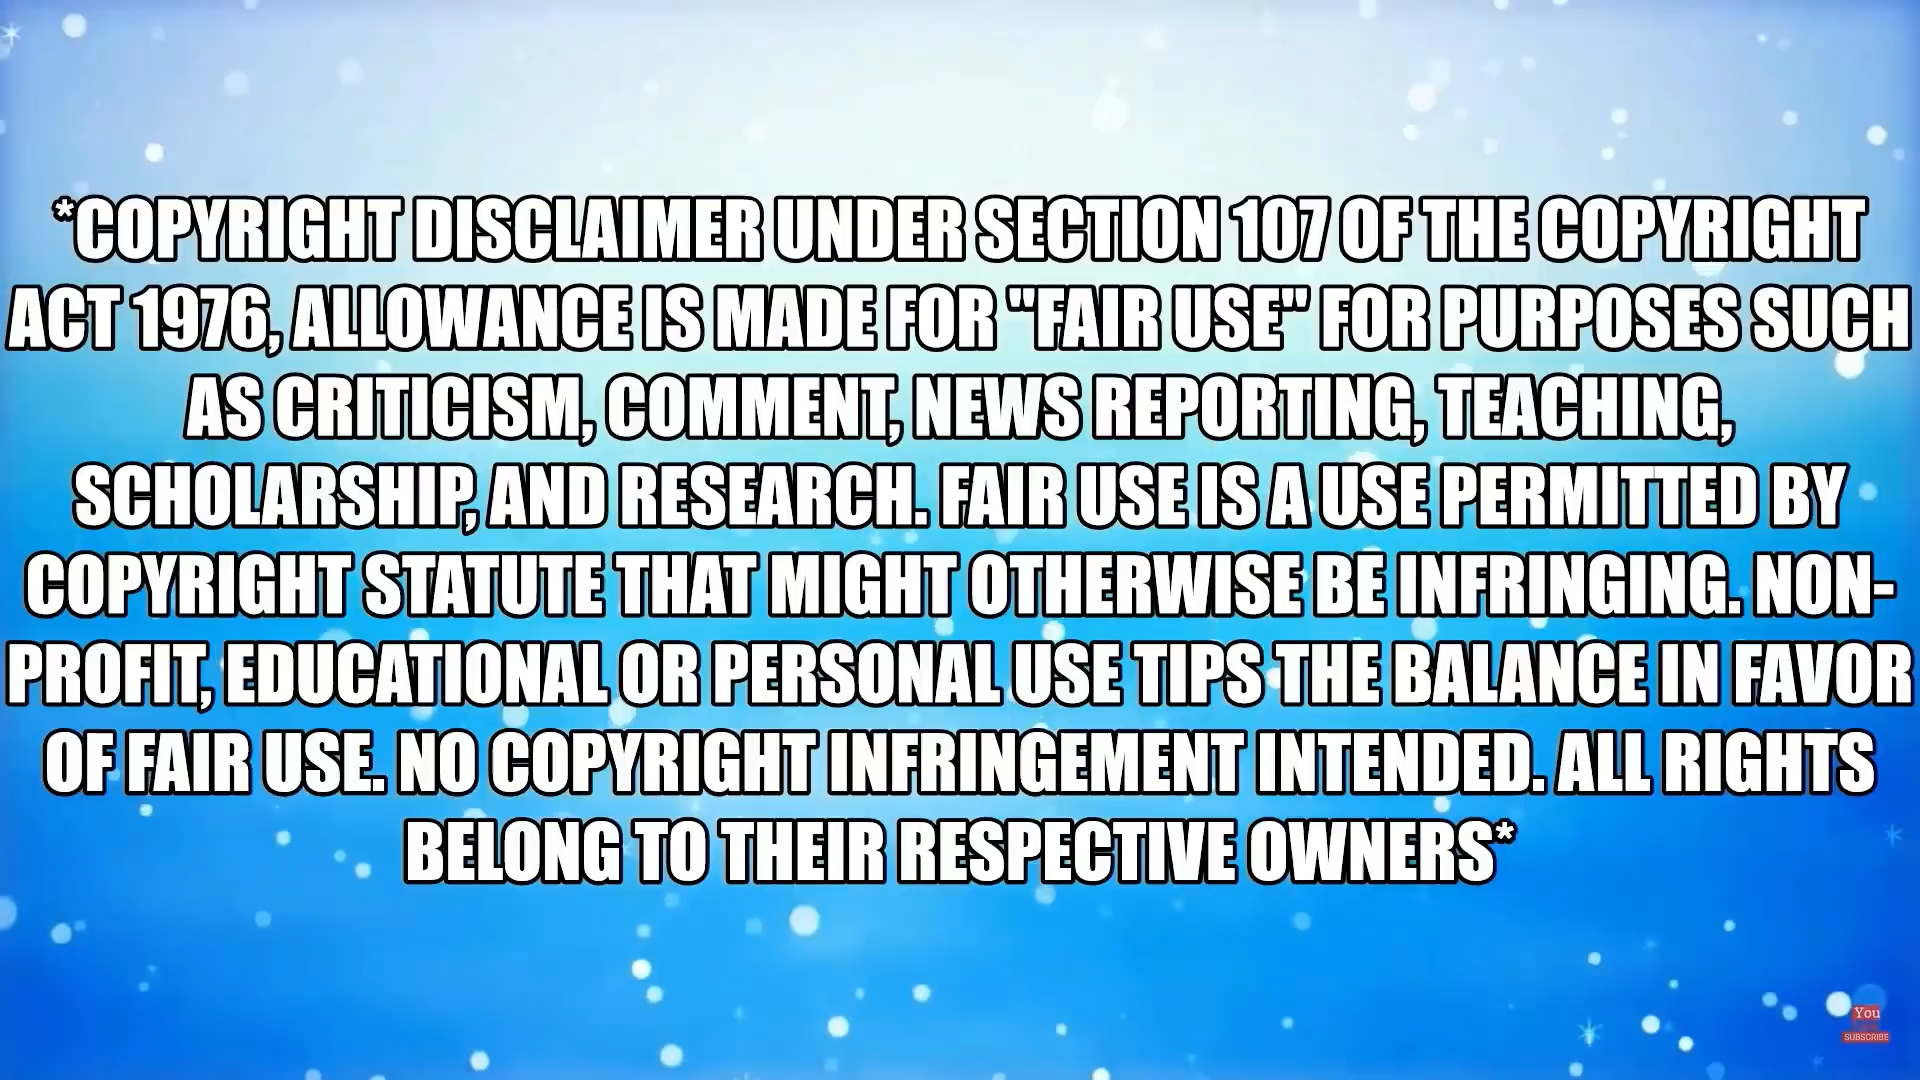 *COPYRIGHT DISCLAIMER UNDER SECTION 107 OF THE COPYRIGHT
ACT 1976, ALLOWANCE IS MADE FOR "FAIR USE" FOR PURPOSES SUCH
AS CRITICISM, COMMENT, NEWS REPORTING, TEACHING,
SCHOLARSHIP, AND RESEARCH. FAIR USE IS A USE PERMITTED BY
COPYRIGHT STATUTE THAT MIGHT OTHERWISE BE INFRINGING. NON-
PROFIT, EDUCATIONAL OR PERSONAL USE TIPS THE BALANCE IN FAVOR
OF FAIR USE. NO COPYRIGHT INFRINGEMENT INTENDED. ALL RIGHTS
BELONG TO THEIR RESPECTIVE OWNERS*
You
SUBSCRIBE